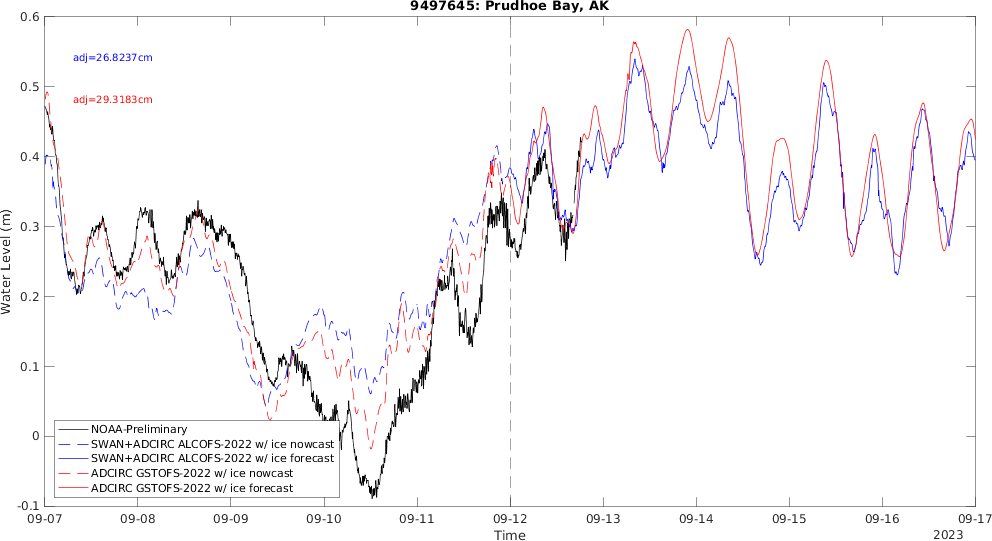 9497645: Prudhoe Bay, AK
0.6
adj=26.8237cm
0.5
adj=29.3183cm
0.4
0.3
Water Level (m)
0.2
0.1
NOAA-Preliminary
0
SWAN+ADCIRC ALCOFS-2022 w/ ice nowcast
SWAN+ADCIRC ALCOFS-2022 w/ ice forecast
ADCIRC GSTOFS-2022 w/ ice nowcast
ADCIRC GSTOFS-2022 w/ ice forecast
-0.1
09-07 09-08 09-09 09-10 09-11 09-12 09-13 09-14 09-15 09-16 09-17
Time
2023